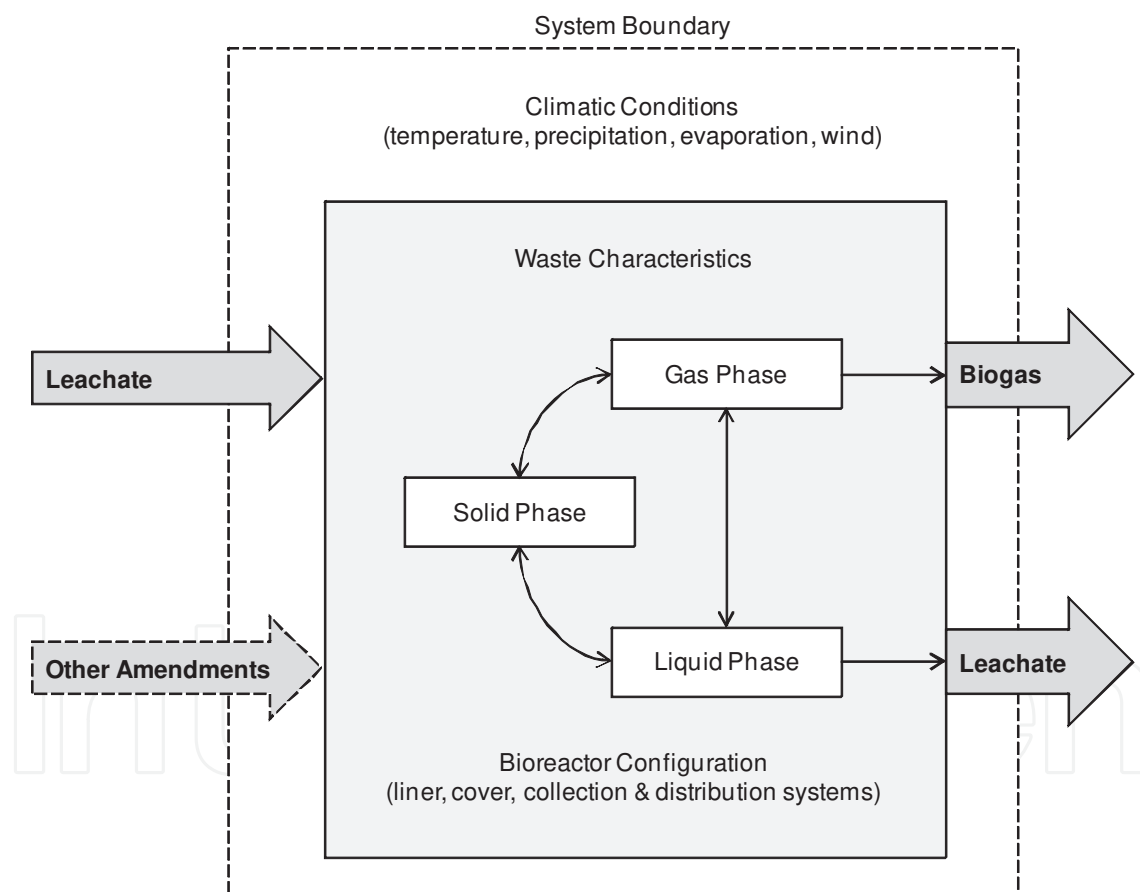 System Boundary
Climatic Conditions
(temperature, precipitation, evaporation, wind)
Waste Characteristics
Gas Phase
Biogas
Leachate
Solid Phase
Other Amendments
Liquid Phase
Leachate
Bioreactor Configuration
(liner, cover, collection & distribution systems)